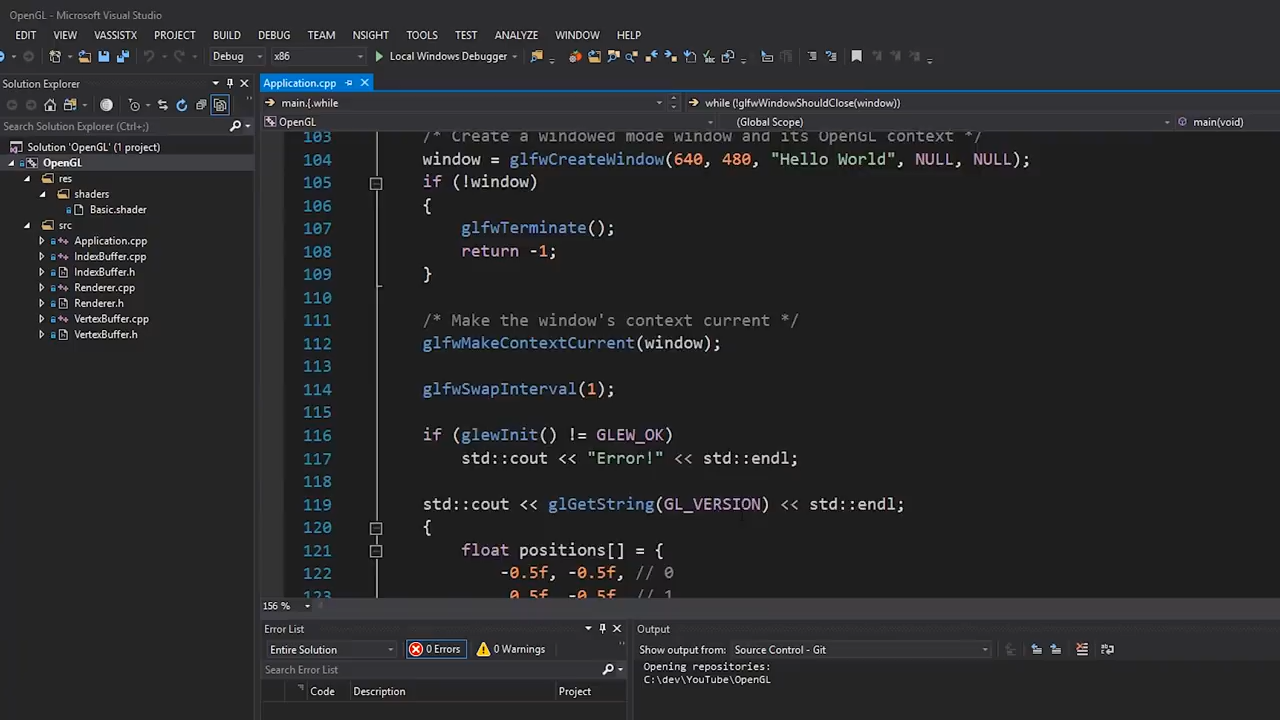 OpenGL - Microsoft Visual Studio
EDIT VIEW VASSISTX PROJECT BUILD DEBUG TEAM NSIGHT TOOLS TEST ANALYZE WINDOW HELP
Debug x86 Local Windows Debugger
Solution Explorer
Search Solution Explorer (Ctrl+;)
Solution 'OpenGL' (1 project)
OpenGL
res
shaders
Basic.shader
src
Application.cpp
IndexBuffer.cpp
IndexBuffer.h
Renderer.cpp
Renderer.h
VertexBuffer.cpp
VertexBuffer.h
Application.cpp
main.{.while while (!glfwWindowShouldClose(window))
OpenGL (Global Scope) main(void)
103 /* Create a windowed mode window and its OpenGL context */
104 window = glfwCreateWindow(640, 480, "Hello World", NULL, NULL);
105 if (!window)
106 {
107 glfwTerminate();
108 return -1;
109 }
110
111 /* Make the window's context current */
112 glfwMakeContextCurrent(window);
113
114 glfwSwapInterval(1);
115
116 if (glewInit() != GLEW_OK)
117 std::cout << "Error!" << std::endl;
118
119 std::cout << glGetString(GL_VERSION) << std::endl;
120 {
121 float positions[] = {
122 -0.5f, -0.5f, // 0
123 0.5f, -0.5f, // 1
156 %
Error List
Entire Solution 0 Errors 0 Warnings
Search Error List
Code Description Project
Output
Show output from: Source Control - Git
Opening repositories:
C:\dev\YouTube\OpenGL